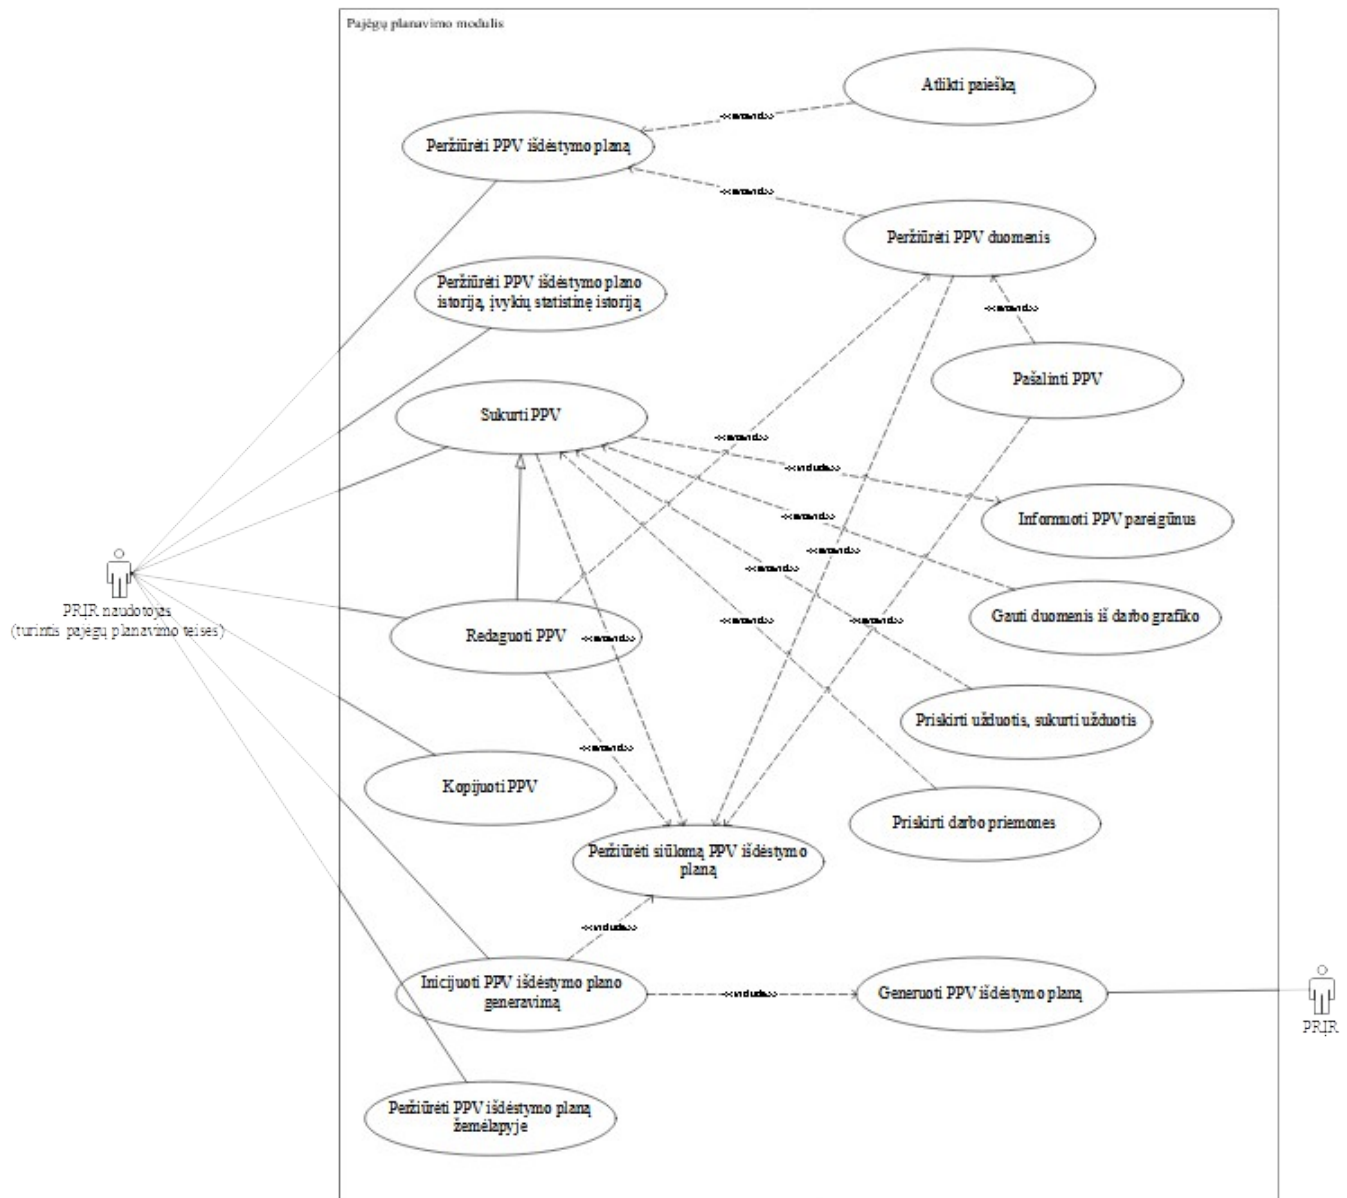 Pajėgų planavimo modulis
Atlikti paiešką
<<extend>>
Peržiūrėti PPV išdėstymo planą
<<extend>>
Peržiūrėti PPV duomenis
Peržiūrėti PPV išdėstymo plano
istoriją, įvykių statistinę istoriją
<<extend>>
Pašalinti PPV
Sukurti PPV
<<extend>>
<<include>>
Informuoti PPV pareigūnus
<<extend>>
<<extend>>
<<extend>>
PRĮR naudotojas
(turintis pajėgų planavimo teises)
Gauti duomenis iš darbo grafiko
Redaguoti PPV
<<extend>>
<<extend>>
<<extend>>
Priskirti užduotis, sukurti užduotis
<<extend>>
Kopijuoti PPV
Priskirti darbo priemones
Peržiūrėti siūlomą PPV išdėstymo
planą
<<include>>
Inicijuoti PPV išdėstymo plano
generavimą
<<include>>
Generuoti PPV išdėstymo planą
PRĮR
Peržiūrėti PPV išdėstymo planą
žemėlapyje